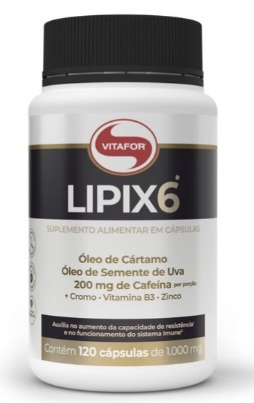 VITAFOR
LIPIX6
SUPLEMENTO ALIMENTAR EM CÁPSULAS
Óleo de Cártamo
Óleo de Semente de Uva
200 mg de Cafeína por porção
+ Cromo • Vitamina B3 • Zinco
Auxilia no aumento da capacidade de resistência¹
e no funcionamento do sistema imune²
Contém 120 cápsulas de 1.000 mg